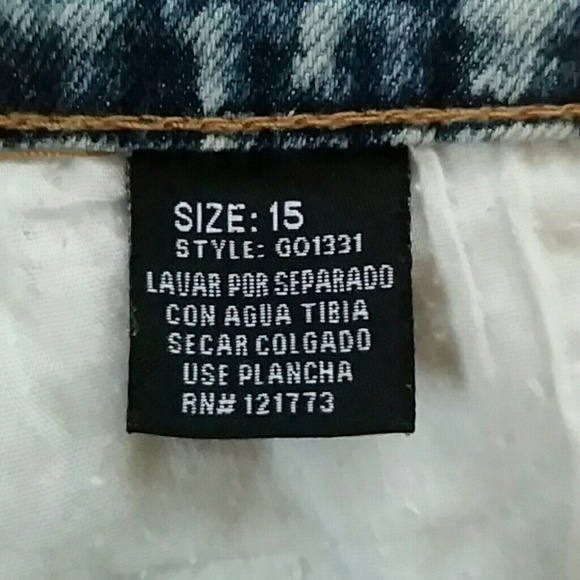 SIZE: 15
STYLE: GO1331
LAVAR POR SEPARADO
CON AGUA TIBIA
SECAR COLGADO
USE PLANCHA
RN# 121773